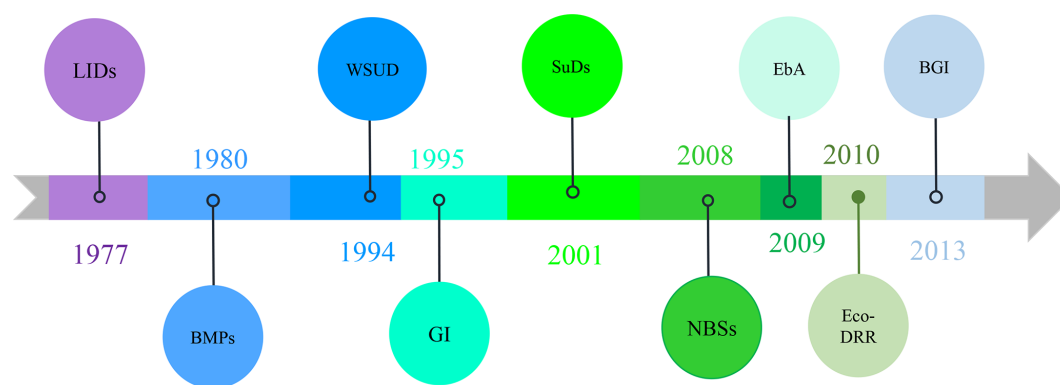 LIDs
WSUD
SuDs
EbA
BGI
1980
1995
2008
2010
1977
1994
2001
2009
2013
BMPs
GI
NBSs
Eco-
DRR